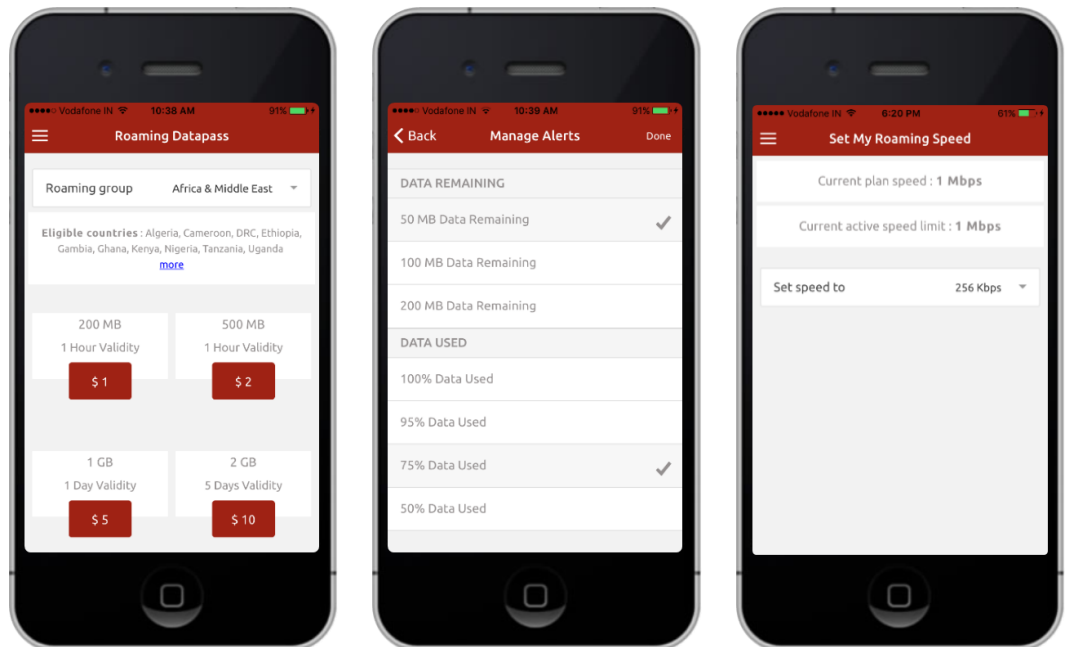 Vodafone IN 10:38 AM 91%
Roaming Datapass
Roaming group Africa & Middle East
Eligible countries : Algeria, Cameroon, DRC, Ethiopia,
Gambia, Ghana, Kenya, Nigeria, Tanzania, Uganda
more
200 MB 500 MB
1 Hour Validity 1 Hour Validity
$ 1 $ 2
1 GB 2 GB
1 Day Validity 5 Days Validity
$ 5 $ 10
Vodafone IN 10:39 AM 91%
Back Manage Alerts Done
DATA REMAINING
50 MB Data Remaining
100 MB Data Remaining
200 MB Data Remaining
DATA USED
100% Data Used
95% Data Used
75% Data Used
50% Data Used
Vodafone IN 6:20 PM 61%
Set My Roaming Speed
Current plan speed : 1 Mbps
Current active speed limit : 1 Mbps
Set speed to 256 Kbps